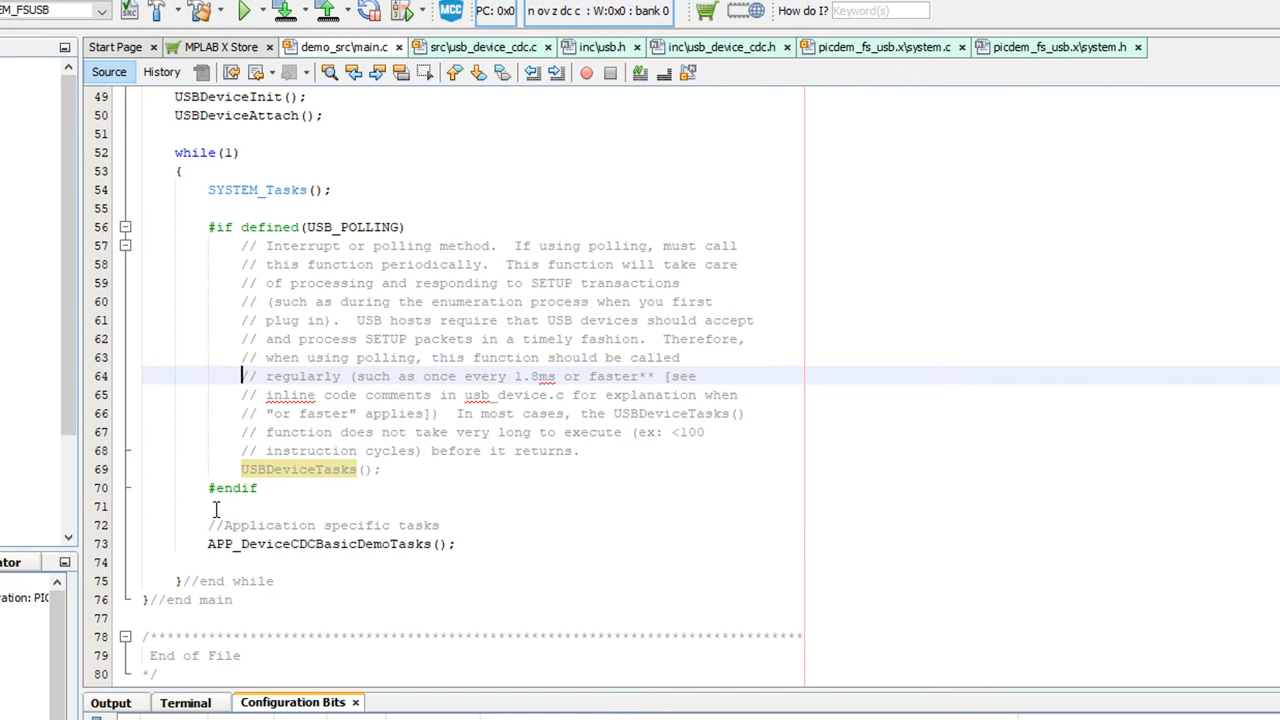 EM_FSUSB
PC: 0x0
n ov z dc c : W:0x0 : bank 0
How do I?
Keyword(s)
Start Page
MPLAB X Store
demo_src\main.c
src\usb_device_cdc.c
inc\usb.h
inc\usb_device_cdc.h
picdem_fs_usb.x\system.c
picdem_fs_usb.x\system.h
Source
History
49 USBDeviceInit();
50 USBDeviceAttach();
51
52 while(1)
53 {
54 SYSTEM_Tasks();
55
56 #if defined(USB_POLLING)
57 // Interrupt or polling method.  If using polling, must call
58 // this function periodically.  This function will take care
59 // of processing and responding to SETUP transactions
60 // (such as during the enumeration process when you first
61 // plug in).  USB hosts require that USB devices should accept
62 // and process SETUP packets in a timely fashion.  Therefore,
63 // when using polling, this function should be called
64 // regularly (such as once every 1.8ms or faster** [see
65 // inline code comments in usb_device.c for explanation when
66 // "or faster" applies])  In most cases, the USBDeviceTasks()
67 // function does not take very long to execute (ex: <100
68 // instruction cycles) before it returns.
69 USBDeviceTasks();
70 #endif
71
72 //Application specific tasks
73 APP_DeviceCDCBasicDemoTasks();
74
75 }//end while
76 }//end main
77
78 /*******************************************************************************
79 End of File
80 */
ator
ration: PIC
Output
Terminal
Configuration Bits
MCC
SRC